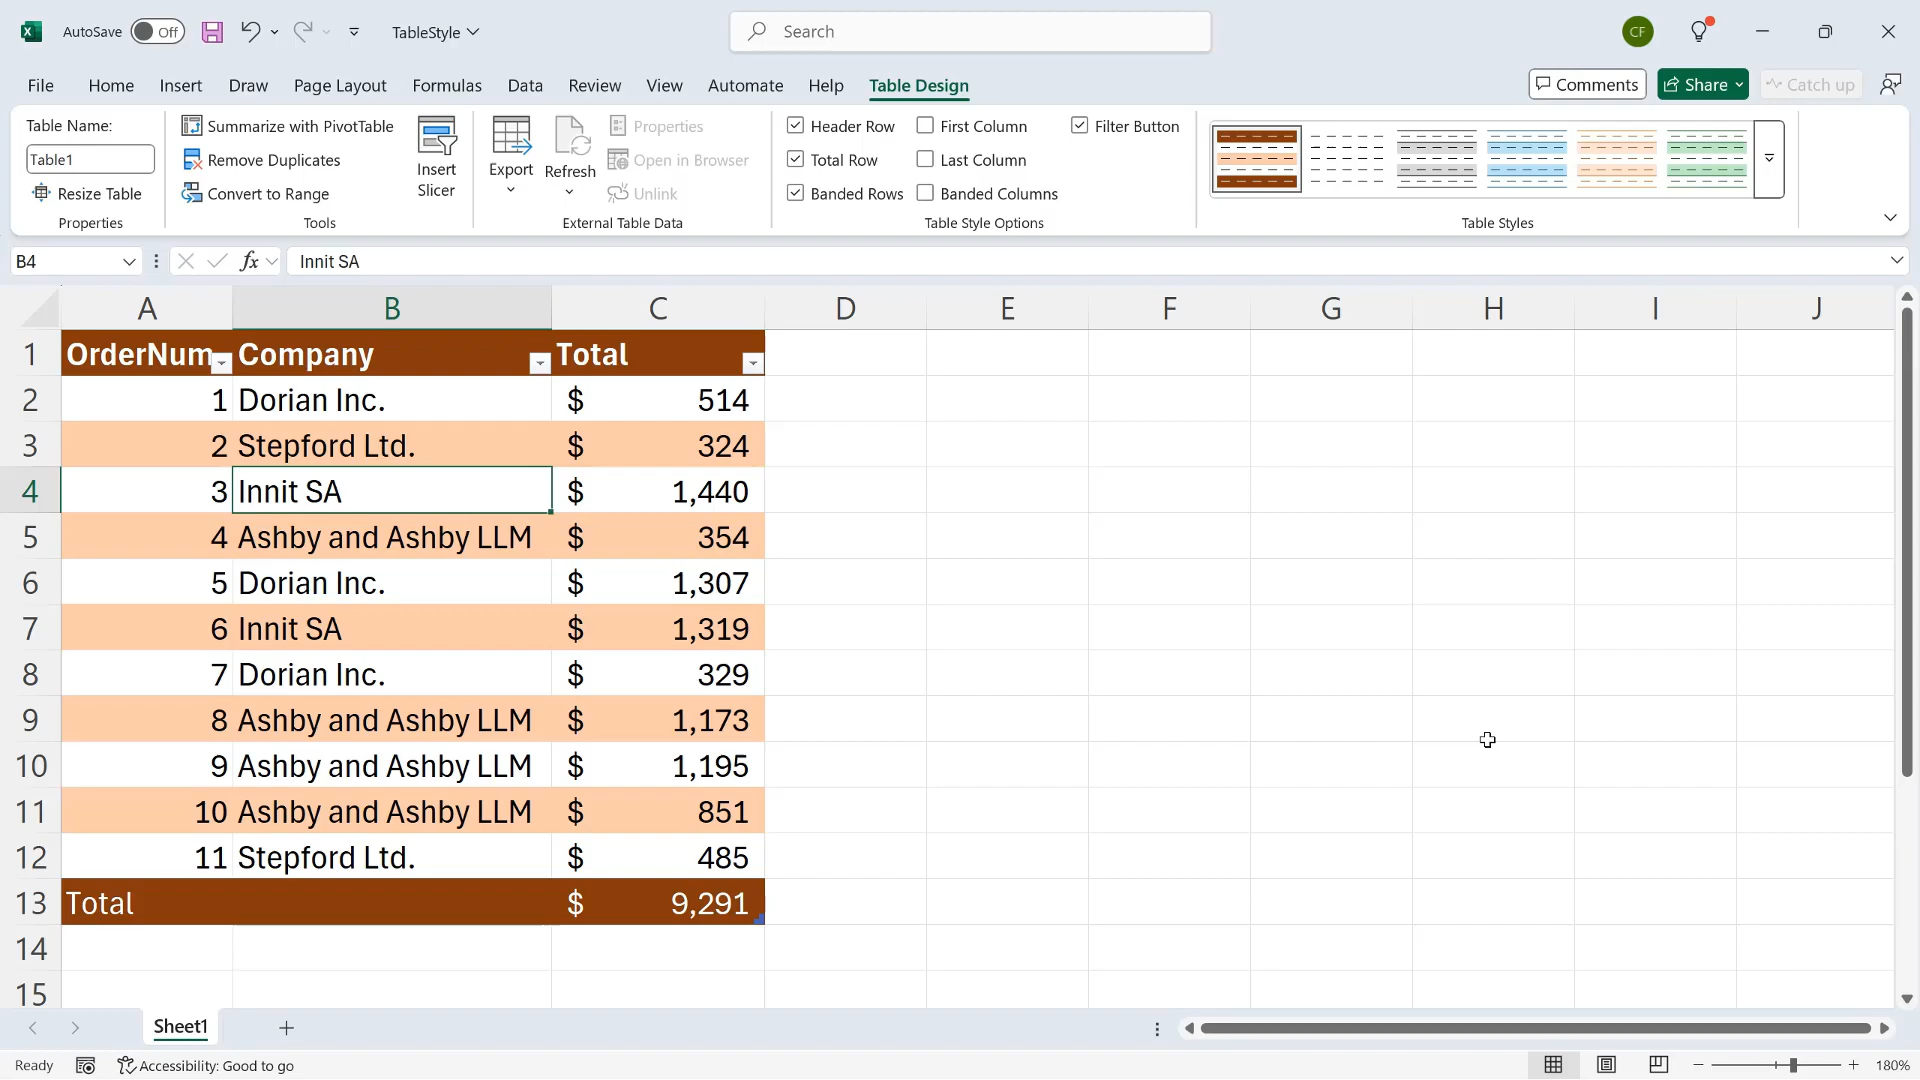 AutoSave Off TableStyle Search CF
File Home Insert Draw Page Layout Formulas Data Review View Automate Help Table Design Comments Share Catch up
Table Name:
Table1
Resize Table
Properties
Summarize with PivotTable
Remove Duplicates
Convert to Range
Tools
Insert
Slicer
Export
Refresh
Properties
Open in Browser
Unlink
External Table Data
Header Row First Column Filter Button
Total Row Last Column
Banded Rows Banded Columns
Table Style Options
Table Styles
B4 fx Innit SA
A B C D E F G H I J
1 OrderNum Company Total
2 1 Dorian Inc. $ 514
3 2 Stepford Ltd. $ 324
4 3 Innit SA $ 1,440
5 4 Ashby and Ashby LLM $ 354
6 5 Dorian Inc. $ 1,307
7 6 Innit SA $ 1,319
8 7 Dorian Inc. $ 329
9 8 Ashby and Ashby LLM $ 1,173
10 9 Ashby and Ashby LLM $ 1,195
11 10 Ashby and Ashby LLM $ 851
12 11 Stepford Ltd. $ 485
13 Total $ 9,291
14
15
Sheet1
Ready Accessibility: Good to go 180%